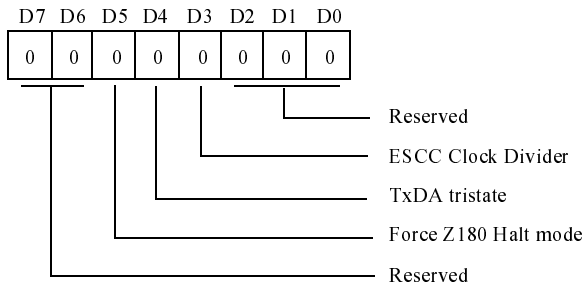 D7 D6 D5 D4 D3 D2 D1 D0
0 0 0 0 0 0 0 0
Reserved
ESCC Clock Divider
TxDA tristate
Force Z180 Halt mode
Reserved